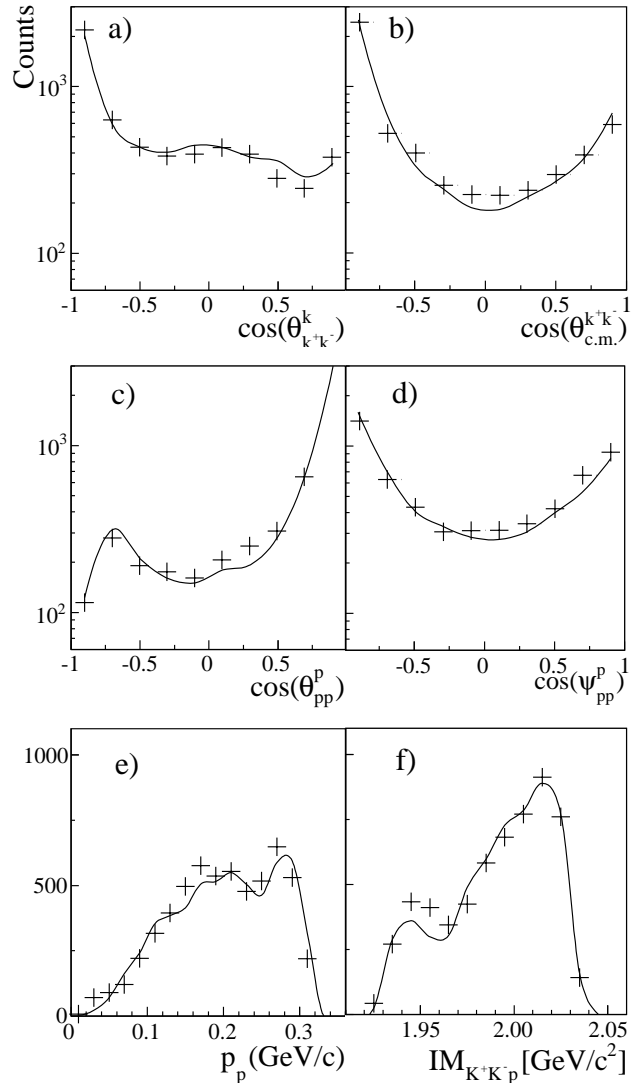 Counts
a)
b)
10³
10³
10²
10²
-1 -0.5 0 0.5
-0.5 0 0.5 1
cos(θ^k_{k⁺k⁻})
cos(θ^{k⁺k⁻}_{c.m.})
c)
d)
10³
10³
10²
10²
-1 -0.5 0 0.5
-0.5 0 0.5 1
cos(θ^p_{pp})
cos(ψ^p_{pp})
e)
f)
1000
500
0
0 0.1 0.2 0.3
1.95 2.00 2.05
p_p (GeV/c)
IM_{K⁺K⁻p} [GeV/c²]